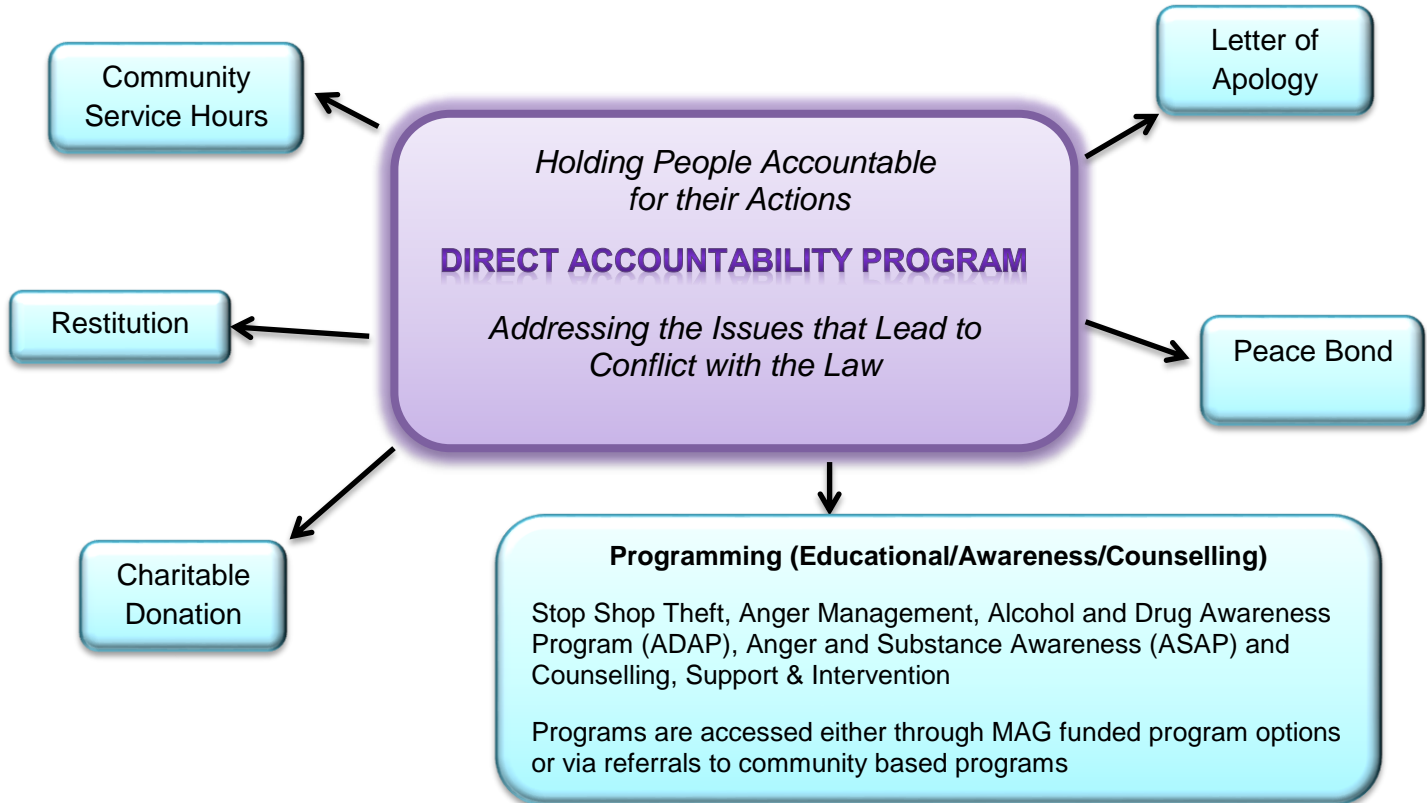 Community
Service Hours
Letter of
Apology
Holding People Accountable
for their Actions
DIRECT ACCOUNTABILITY PROGRAM
Addressing the Issues that Lead to
Conflict with the Law
Restitution
Peace Bond
Charitable
Donation
Programming (Educational/Awareness/Counselling)
Stop Shop Theft, Anger Management, Alcohol and Drug Awareness
Program (ADAP), Anger and Substance Awareness (ASAP) and
Counselling, Support & Intervention
Programs are accessed either through MAG funded program options
or via referrals to community based programs